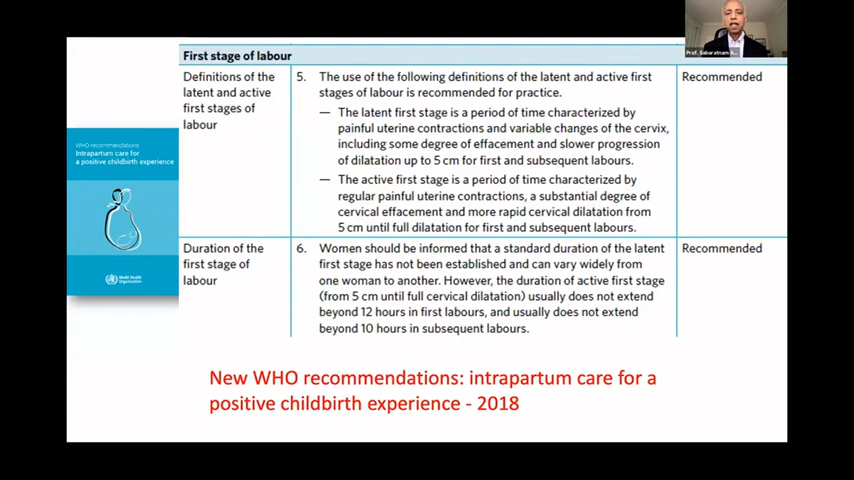 Prof. Sabaratnam A...
First stage of labour
Definitions of the
latent and active
first stages of
labour
5. The use of the following definitions of the latent and active first
stages of labour is recommended for practice.
— The latent first stage is a period of time characterized by
painful uterine contractions and variable changes of the cervix,
including some degree of effacement and slower progression
of dilatation up to 5 cm for first and subsequent labours.
— The active first stage is a period of time characterized by
regular painful uterine contractions, a substantial degree of
cervical effacement and more rapid cervical dilatation from
5 cm until full dilatation for first and subsequent labours.
Recommended
Duration of the
first stage of
labour
6. Women should be informed that a standard duration of the latent
first stage has not been established and can vary widely from
one woman to another. However, the duration of active first stage
(from 5 cm until full cervical dilatation) usually does not extend
beyond 12 hours in first labours, and usually does not extend
beyond 10 hours in subsequent labours.
Recommended
WHO recommendations
Intrapartum care for
a positive childbirth experience
World Health
Organization
New WHO recommendations: intrapartum care for a
positive childbirth experience - 2018